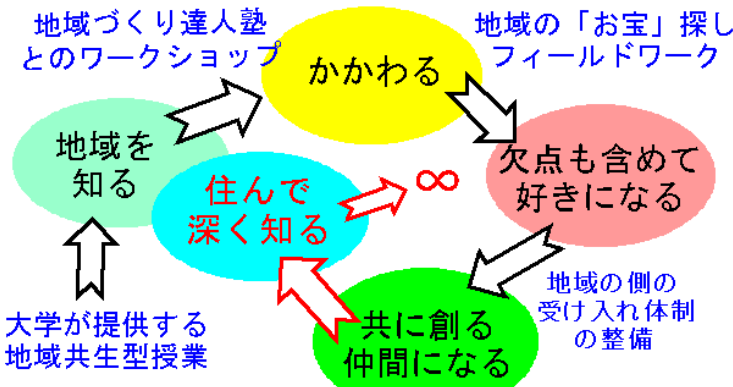 地域づくり達人塾
とのワークショップ
かかわる
地域の「お宝」探し
フィールドワーク
地域を
知る
欠点も含めて
好きになる
住んで
深く知る
∞
大学が提供する
地域共生型授業
共に創る
仲間になる
地域の側の
受け入れ体制
の整備